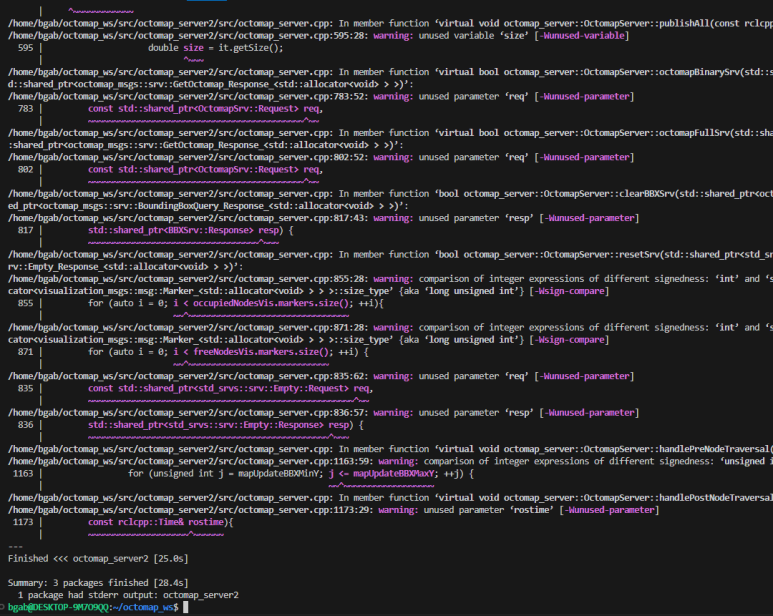 |     ^~~~~~~~~~~~~
/home/bgab/octomap_ws/src/octomap_server2/src/octomap_server.cpp: In member function ‘virtual void octomap_server::OctomapServer::publishAll(const rclcpp
/home/bgab/octomap_ws/src/octomap_server2/src/octomap_server.cpp:595:28: warning: unused variable ‘size’ [-Wunused-variable]
595 |                 double size = it.getSize();
|                        ^~~~
/home/bgab/octomap_ws/src/octomap_server2/src/octomap_server.cpp: In member function ‘virtual bool octomap_server::OctomapServer::octomapBinarySrv(std::s
d::shared_ptr<octomap_msgs::srv::GetOctomap_Response_<std::allocator<void> > >)’:
/home/bgab/octomap_ws/src/octomap_server2/src/octomap_server.cpp:783:52: warning: unused parameter ‘req’ [-Wunused-parameter]
783 |         const std::shared_ptr<OctomapSrv::Request> req,
|         ~~~~~~~~~~~~~~~~~~~~~~~~~~~~~~~~~~~~~~~~~~~^~~
/home/bgab/octomap_ws/src/octomap_server2/src/octomap_server.cpp: In member function ‘virtual bool octomap_server::OctomapServer::octomapFullSrv(std::sha
:shared_ptr<octomap_msgs::srv::GetOctomap_Response_<std::allocator<void> > >)’:
/home/bgab/octomap_ws/src/octomap_server2/src/octomap_server.cpp:802:52: warning: unused parameter ‘req’ [-Wunused-parameter]
802 |         const std::shared_ptr<OctomapSrv::Request> req,
|         ~~~~~~~~~~~~~~~~~~~~~~~~~~~~~~~~~~~~~~~~~~~^~~
/home/bgab/octomap_ws/src/octomap_server2/src/octomap_server.cpp: In member function ‘bool octomap_server::OctomapServer::clearBBXSrv(std::shared_ptr<oct
ed_ptr<octomap_msgs::srv::BoundingBoxQuery_Response_<std::allocator<void> > >)’:
/home/bgab/octomap_ws/src/octomap_server2/src/octomap_server.cpp:817:43: warning: unused parameter ‘resp’ [-Wunused-parameter]
817 |         std::shared_ptr<BBXSrv::Response> resp) {
|         ~~~~~~~~~~~~~~~~~~~~~~~~~~~~~~~~~~^~~~
/home/bgab/octomap_ws/src/octomap_server2/src/octomap_server.cpp: In member function ‘bool octomap_server::OctomapServer::resetSrv(std::shared_ptr<std_sr
rv::Empty_Response_<std::allocator<void> > >)’:
/home/bgab/octomap_ws/src/octomap_server2/src/octomap_server.cpp:855:28: warning: comparison of integer expressions of different signedness: ‘int’ and ‘s
cator<visualization_msgs::msg::Marker_<std::allocator<void> > > >::size_type’ {aka ‘long unsigned int’} [-Wsign-compare]
855 |         for (auto i = 0; i < occupiedNodesVis.markers.size(); ++i){
|                          ~~^~~~~~~~~~~~~~~~~~~~~~~~~~~~~~~~~
/home/bgab/octomap_ws/src/octomap_server2/src/octomap_server.cpp:871:28: warning: comparison of integer expressions of different signedness: ‘int’ and ‘s
cator<visualization_msgs::msg::Marker_<std::allocator<void> > > >::size_type’ {aka ‘long unsigned int’} [-Wsign-compare]
871 |         for (auto i = 0; i < freeNodesVis.markers.size(); ++i) {
|                          ~~^~~~~~~~~~~~~~~~~~~~~~~~~~~~~
/home/bgab/octomap_ws/src/octomap_server2/src/octomap_server.cpp:835:62: warning: unused parameter ‘req’ [-Wunused-parameter]
835 |         const std::shared_ptr<std_srvs::srv::Empty::Request> req,
|         ~~~~~~~~~~~~~~~~~~~~~~~~~~~~~~~~~~~~~~~~~~~~~~~~~~~~~^~~
/home/bgab/octomap_ws/src/octomap_server2/src/octomap_server.cpp:836:57: warning: unused parameter ‘resp’ [-Wunused-parameter]
836 |         std::shared_ptr<std_srvs::srv::Empty::Response> resp) {
|         ~~~~~~~~~~~~~~~~~~~~~~~~~~~~~~~~~~~~~~~~~~~~~~~~^~~~
/home/bgab/octomap_ws/src/octomap_server2/src/octomap_server.cpp: In member function ‘virtual void octomap_server::OctomapServer::handlePreNodeTraversal(
/home/bgab/octomap_ws/src/octomap_server2/src/octomap_server.cpp:1163:59: warning: comparison of integer expressions of different signedness: ‘unsigned i
1163 |             for (unsigned int j = mapUpdateBBXMinY; j <= mapUpdateBBXMaxY; ++j) {
|                                                     ~~^~~~~~~~~~~~~~~~~~~
/home/bgab/octomap_ws/src/octomap_server2/src/octomap_server.cpp: In member function ‘virtual void octomap_server::OctomapServer::handlePostNodeTraversal
/home/bgab/octomap_ws/src/octomap_server2/src/octomap_server.cpp:1173:29: warning: unused parameter ‘rostime’ [-Wunused-parameter]
1173 |         const rclcpp::Time& rostime){
|         ~~~~~~~~~~~~~~~~~~~~^~~~~~~
---
Finished <<< octomap_server2 [25.0s]
Summary: 3 packages finished [28.4s]
1 package had stderr output: octomap_server2
bgab@DESKTOP-9M7O9QQ:~/octomap_ws$